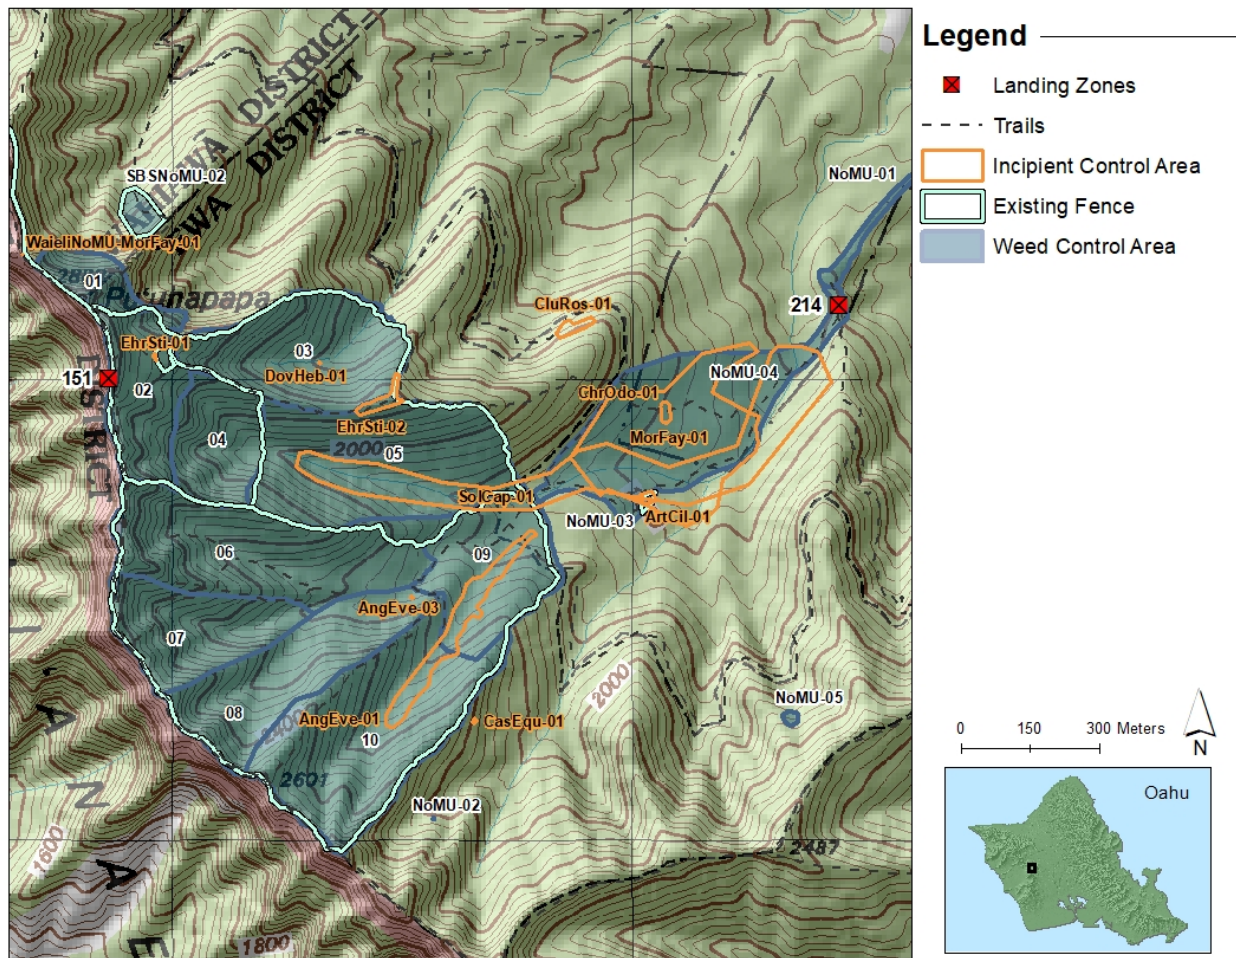 Legend
Landing Zones
Trails
Incipient Control Area
Existing Fence
Weed Control Area
DISTRICT
DISTRICT
SBSNoMU-02
NoMU-01
WaieliNoMU-MorFay-01
01
Pu'unapapa
CluRos-01
214
EhrSti-01
03
151
02
DovHeb-01
NoMU-04
ChrOdo-01
EhrSti-02
04
2000
05
MorFay-01
SolCap-01
NoMU-03
ArtCil-01
06
09
AngEve-03
07
2000
NoMU-05
08
AngEve-01
CasEqu-01
10
2601
NoMU-02
2487
1600
1800
0 150 300 Meters
N
Oahu